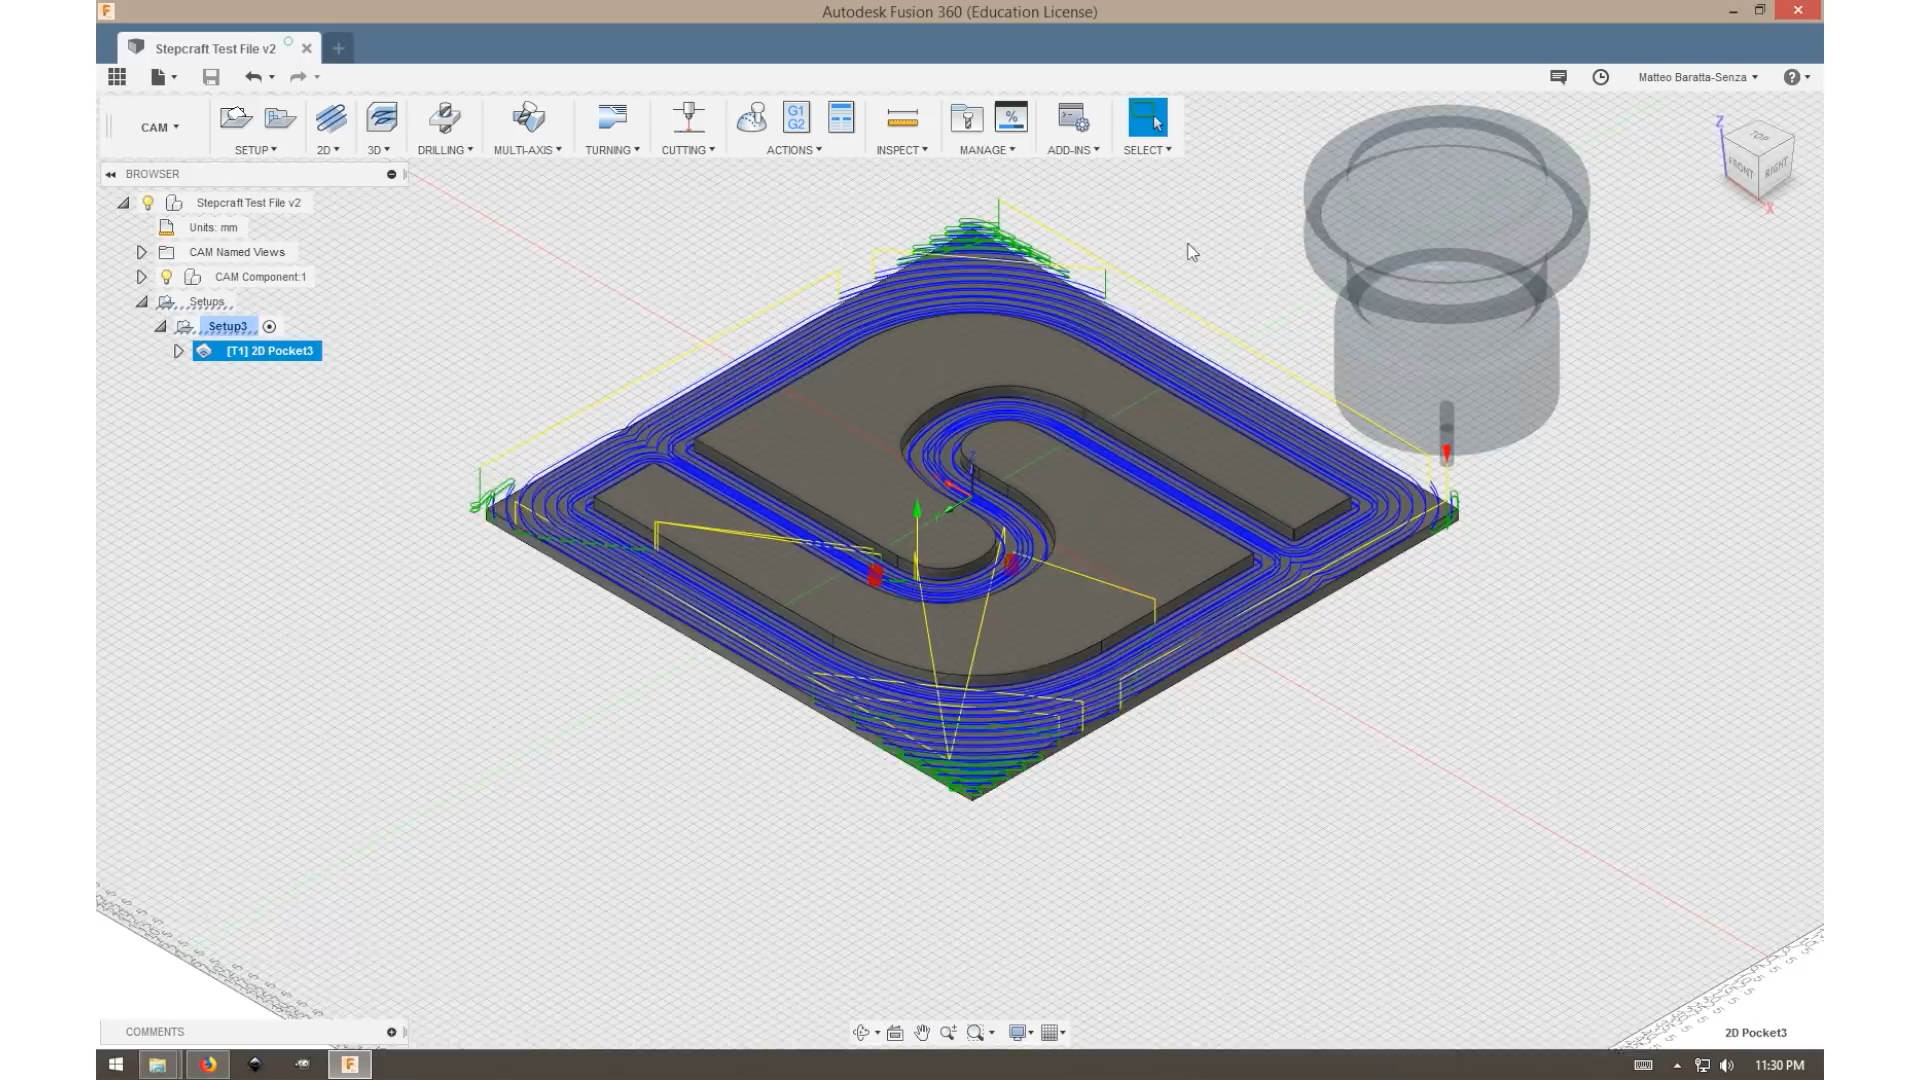 Autodesk Fusion 360 (Education License)
Stepcraft Test File v2
Matteo Baratta-Senza
CAM
G1
G2
%
SETUP
2D
3D
DRILLING
MULTI-AXIS
TURNING
CUTTING
ACTIONS
INSPECT
MANAGE
ADD-INS
SELECT
Z
TOP
FRONT
RIGHT
X
BROWSER
Stepcraft Test File v2
Units: mm
CAM Named Views
CAM Component:1
Setups
Setup3
[T1] 2D Pocket3
Z
COMMENTS
2D Pocket3
11:30 PM